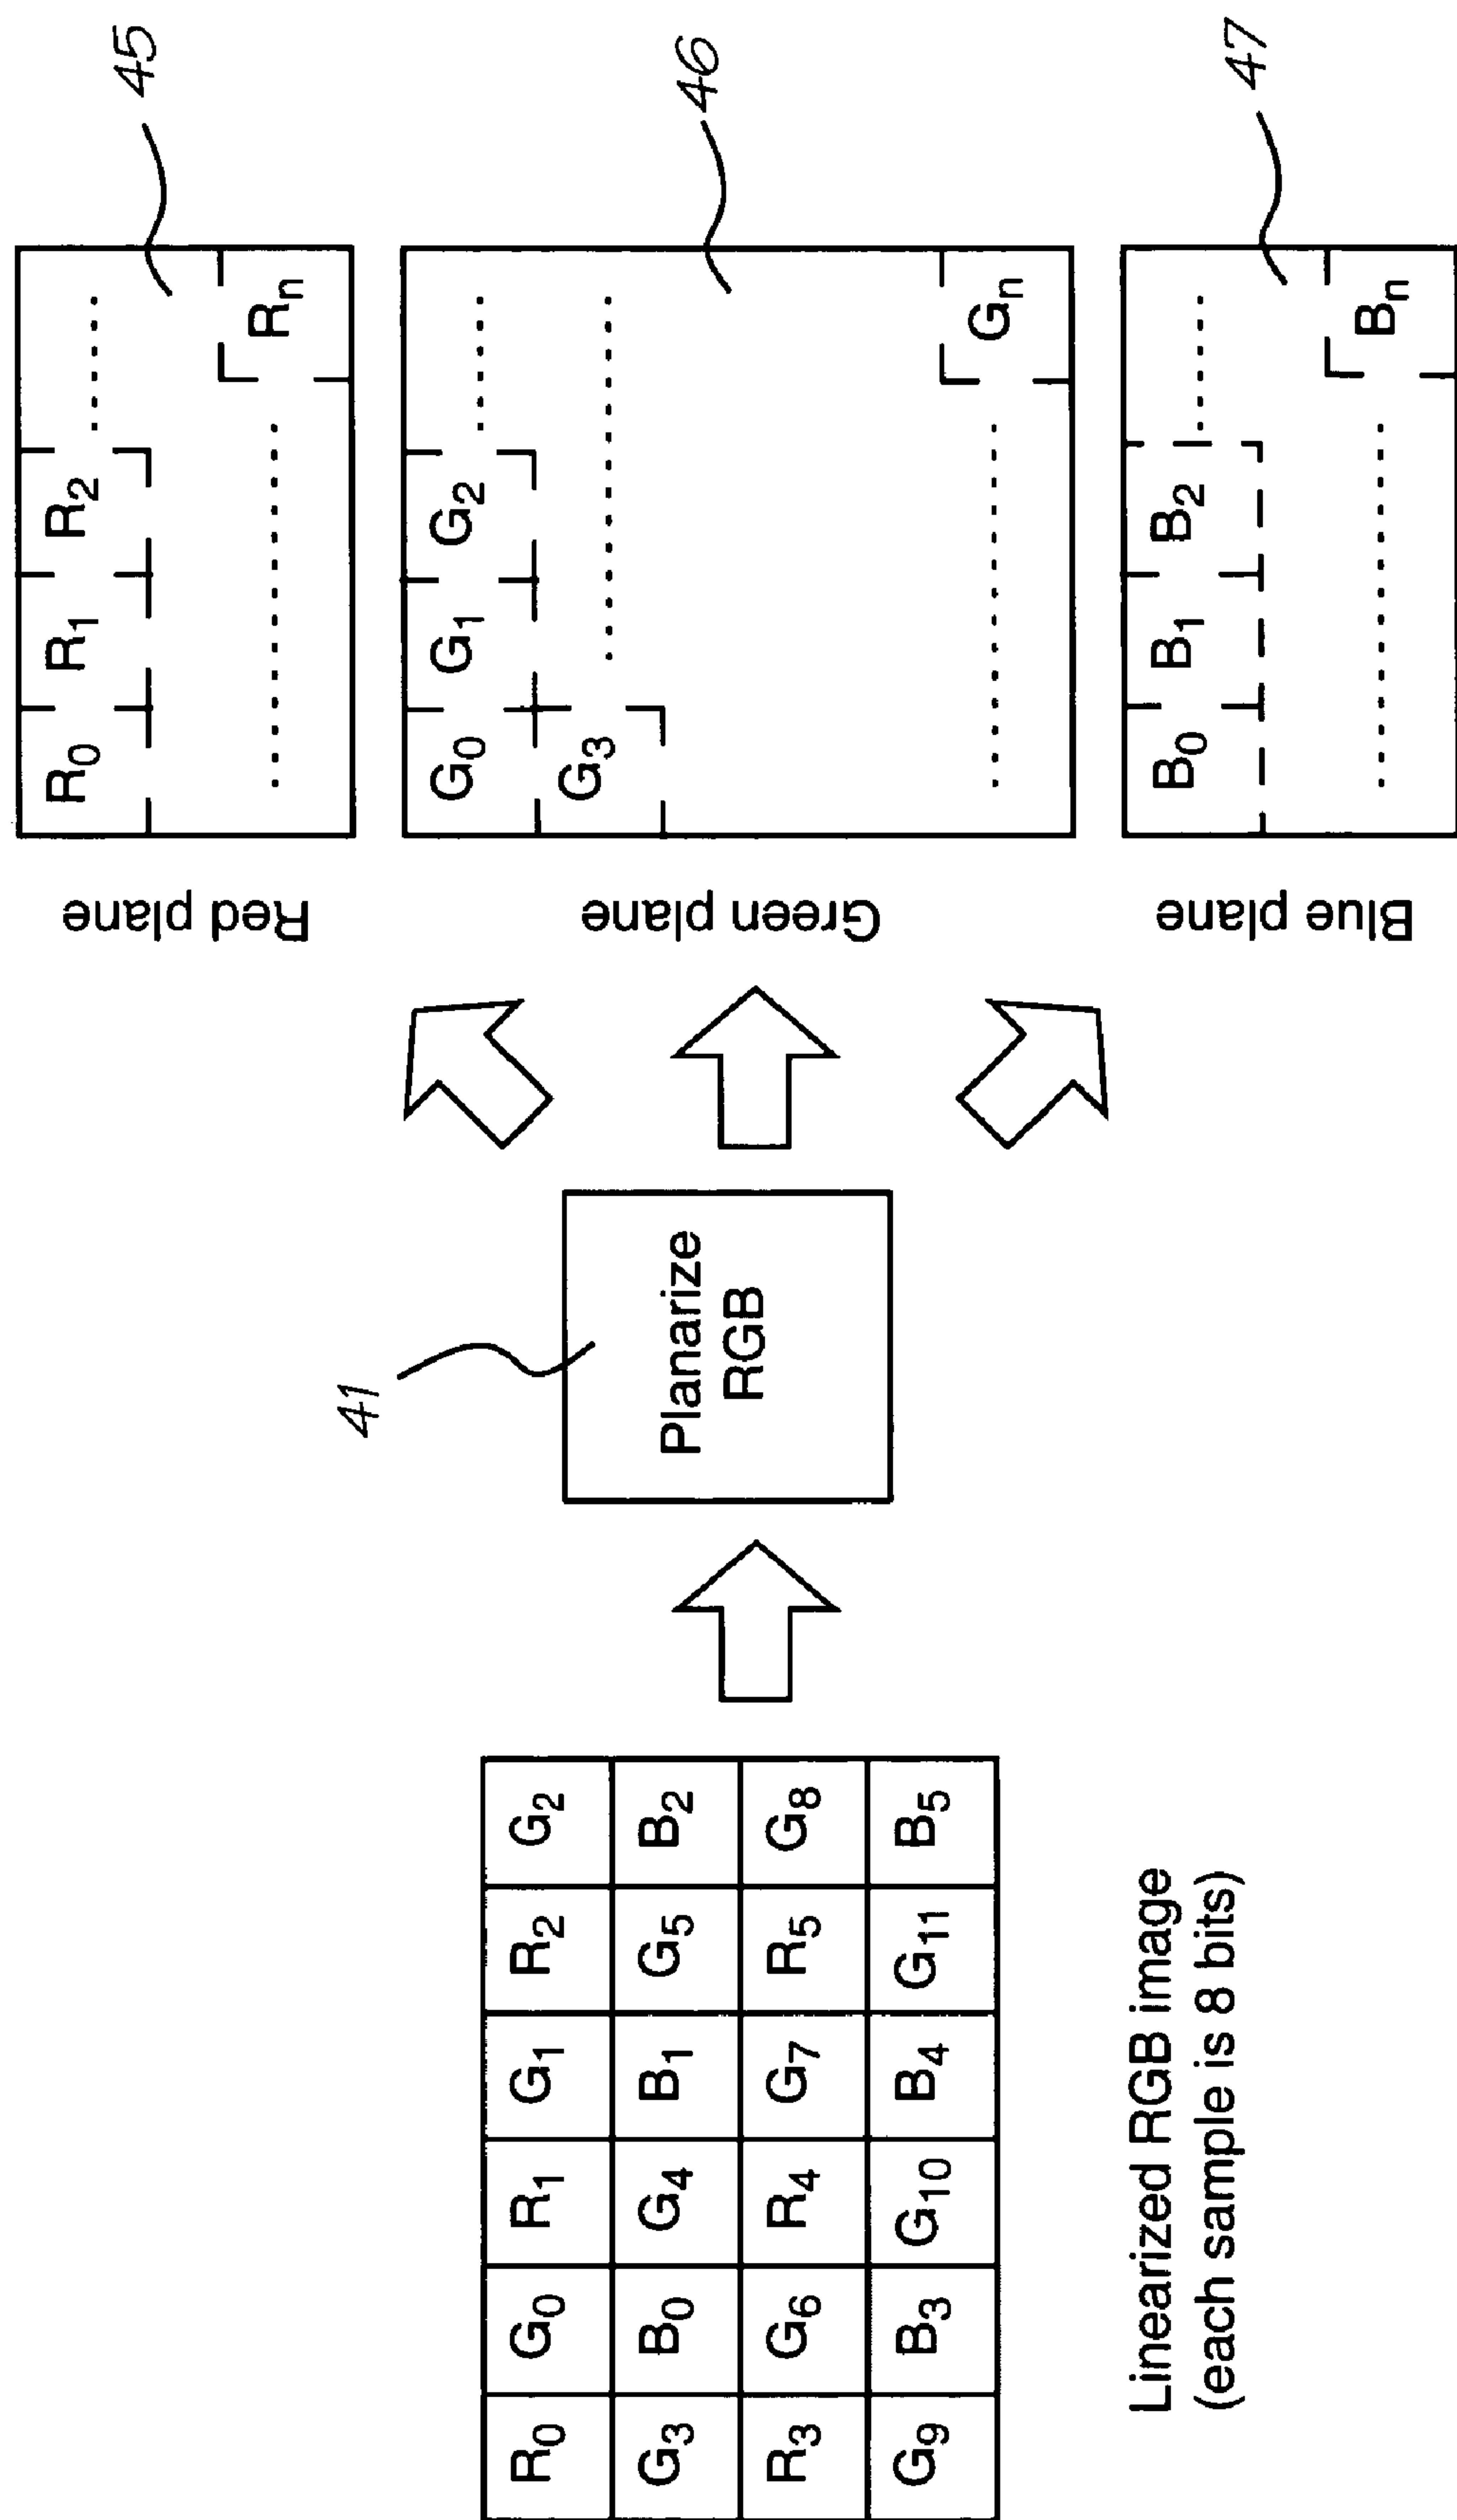 R0 G0 R1 G1 R2 G2
G3 B0 G4 B1 G5 B2
R3 G6 R4 G7 R5 G8
G9 B3 G10 B4 G11 B5
Linearized RGB image
(each sample is 8 bits)
41
Planarize
RGB
Red plane
R0 R1 R2
Rn
45
Green plane
G0 G1 G2
G3
Gn
46
Blue plane
B0 B1 B2
Bn
47